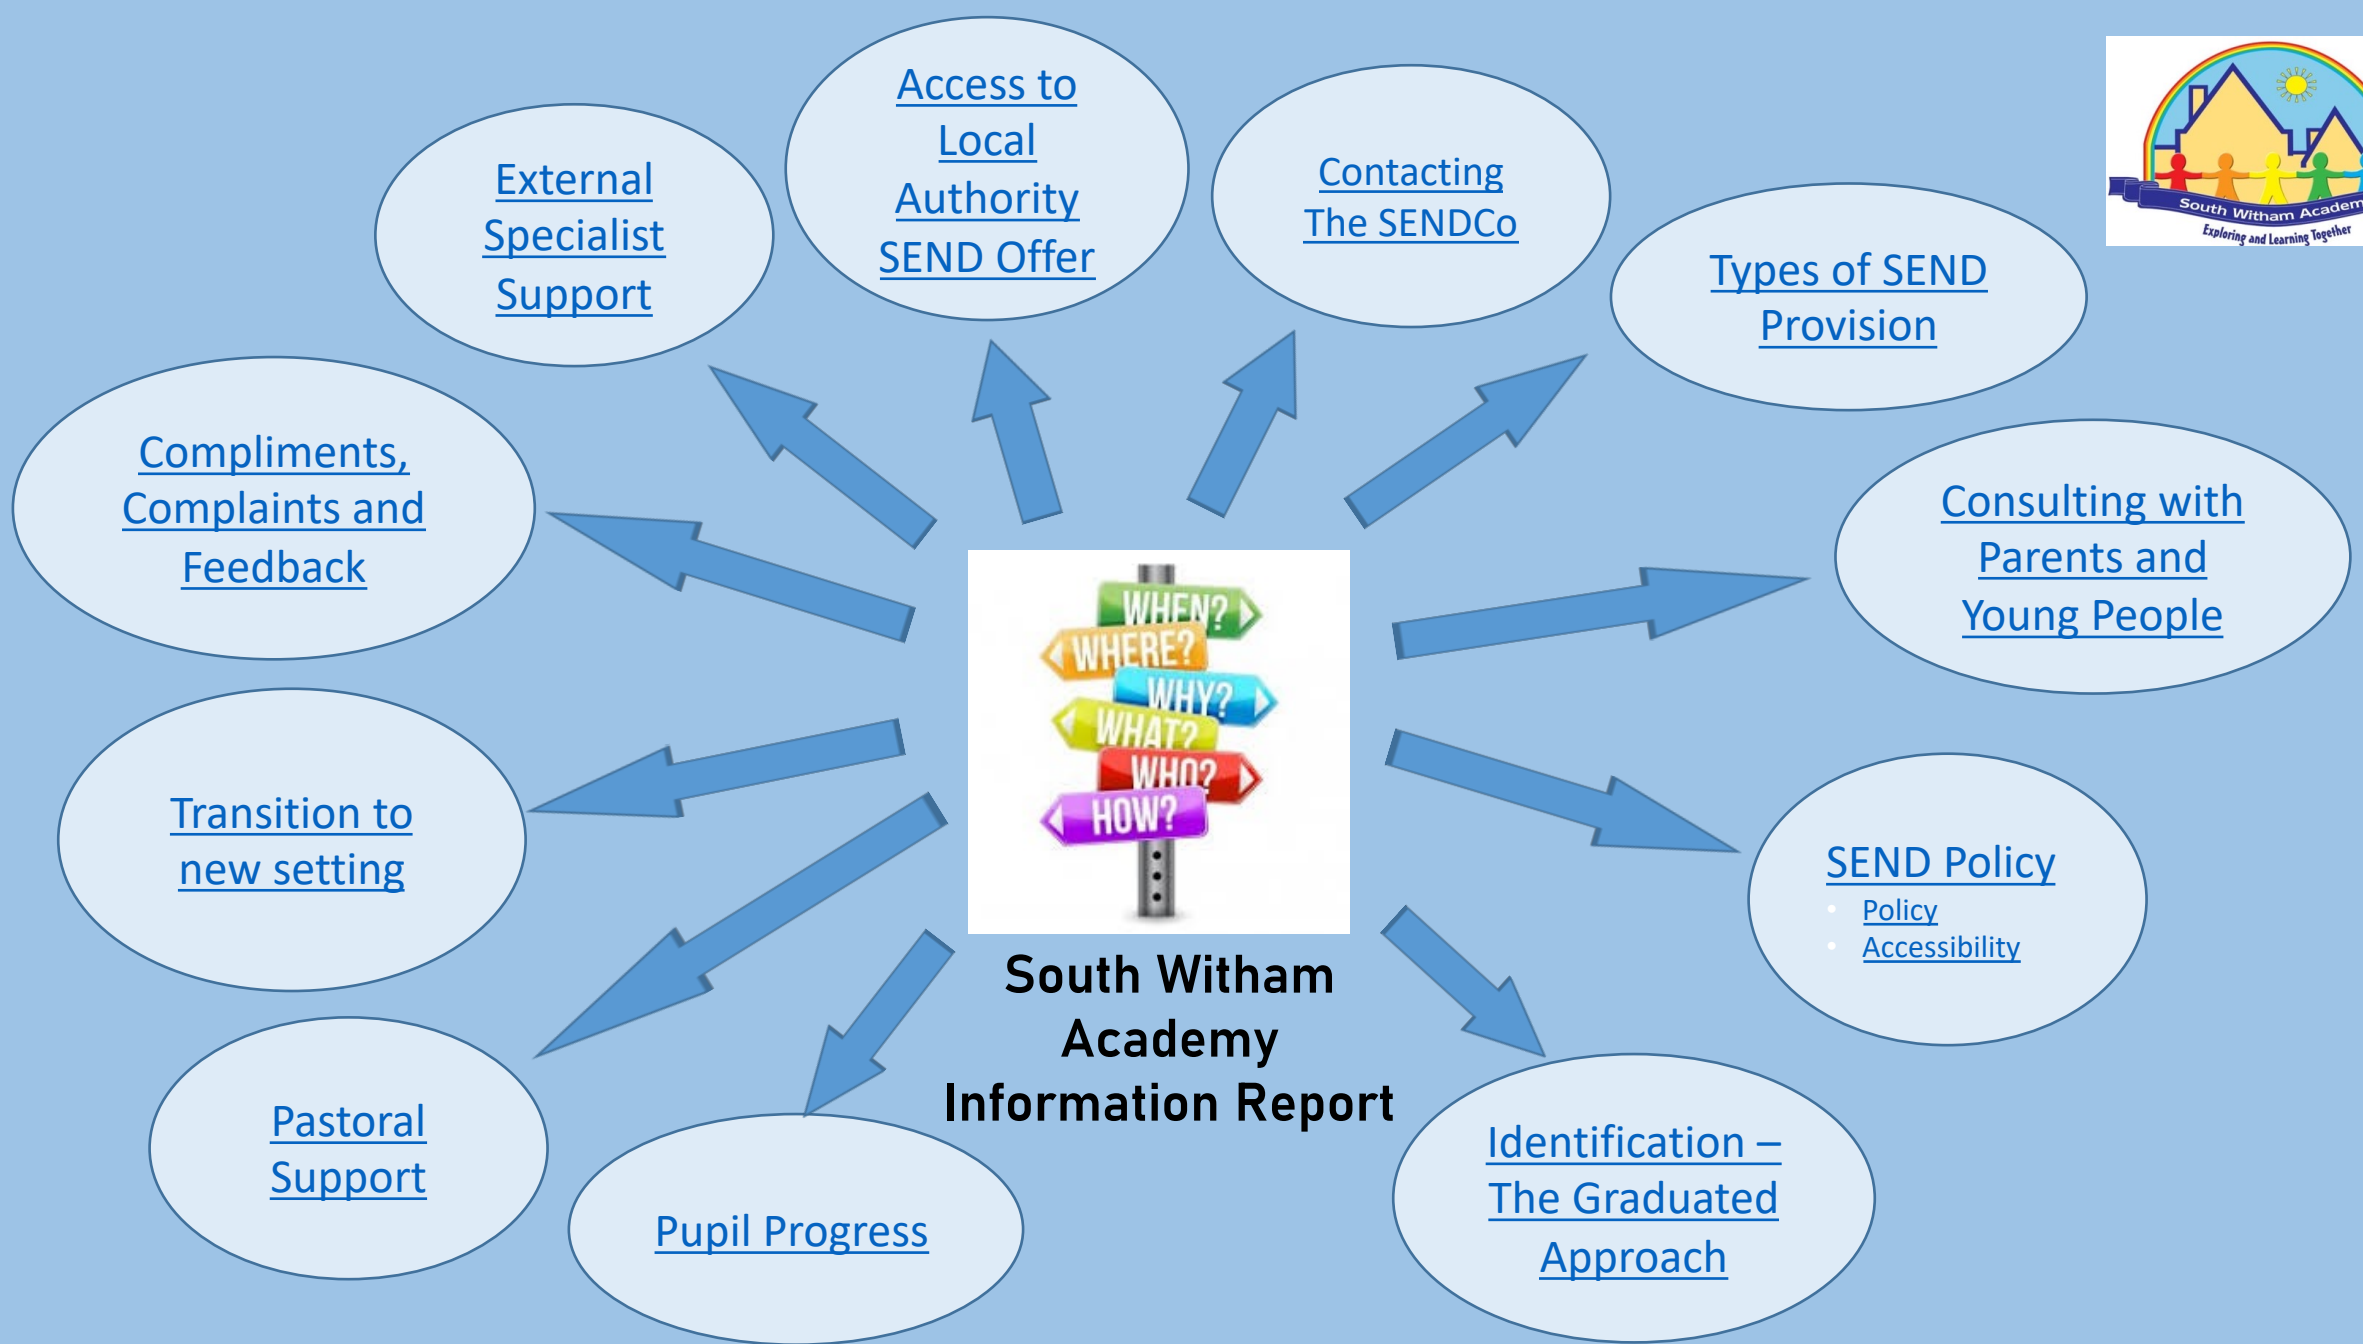 Access to
Local
Authority
SEND Offer
Contacting
The SENDCo
External
Specialist
Support
Types of SEND
Provision
South Witham Academ
Exploring and Learning Together
Compliments,
Complaints and
Feedback
Consulting with
Parents and
Young People
WHEN?
WHERE?
WHY?
WHAT?
WHO?
HOW?
Transition to
new setting
SEND Policy
• Policy
• Accessibility
South Witham
Academy
Information Report
Pastoral
Support
Pupil Progress
Identification –
The Graduated
Approach